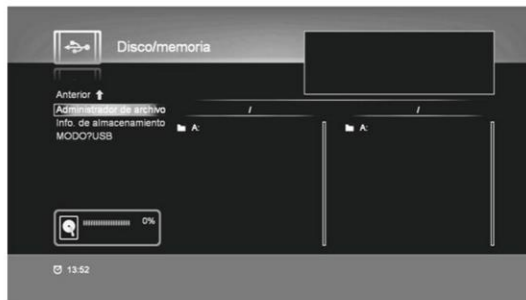 Disco/memoria
Anterior
Administrador de archivo
Info. de almacenamiento
MODO?USB
/
/
A:
A:
0%
13:52